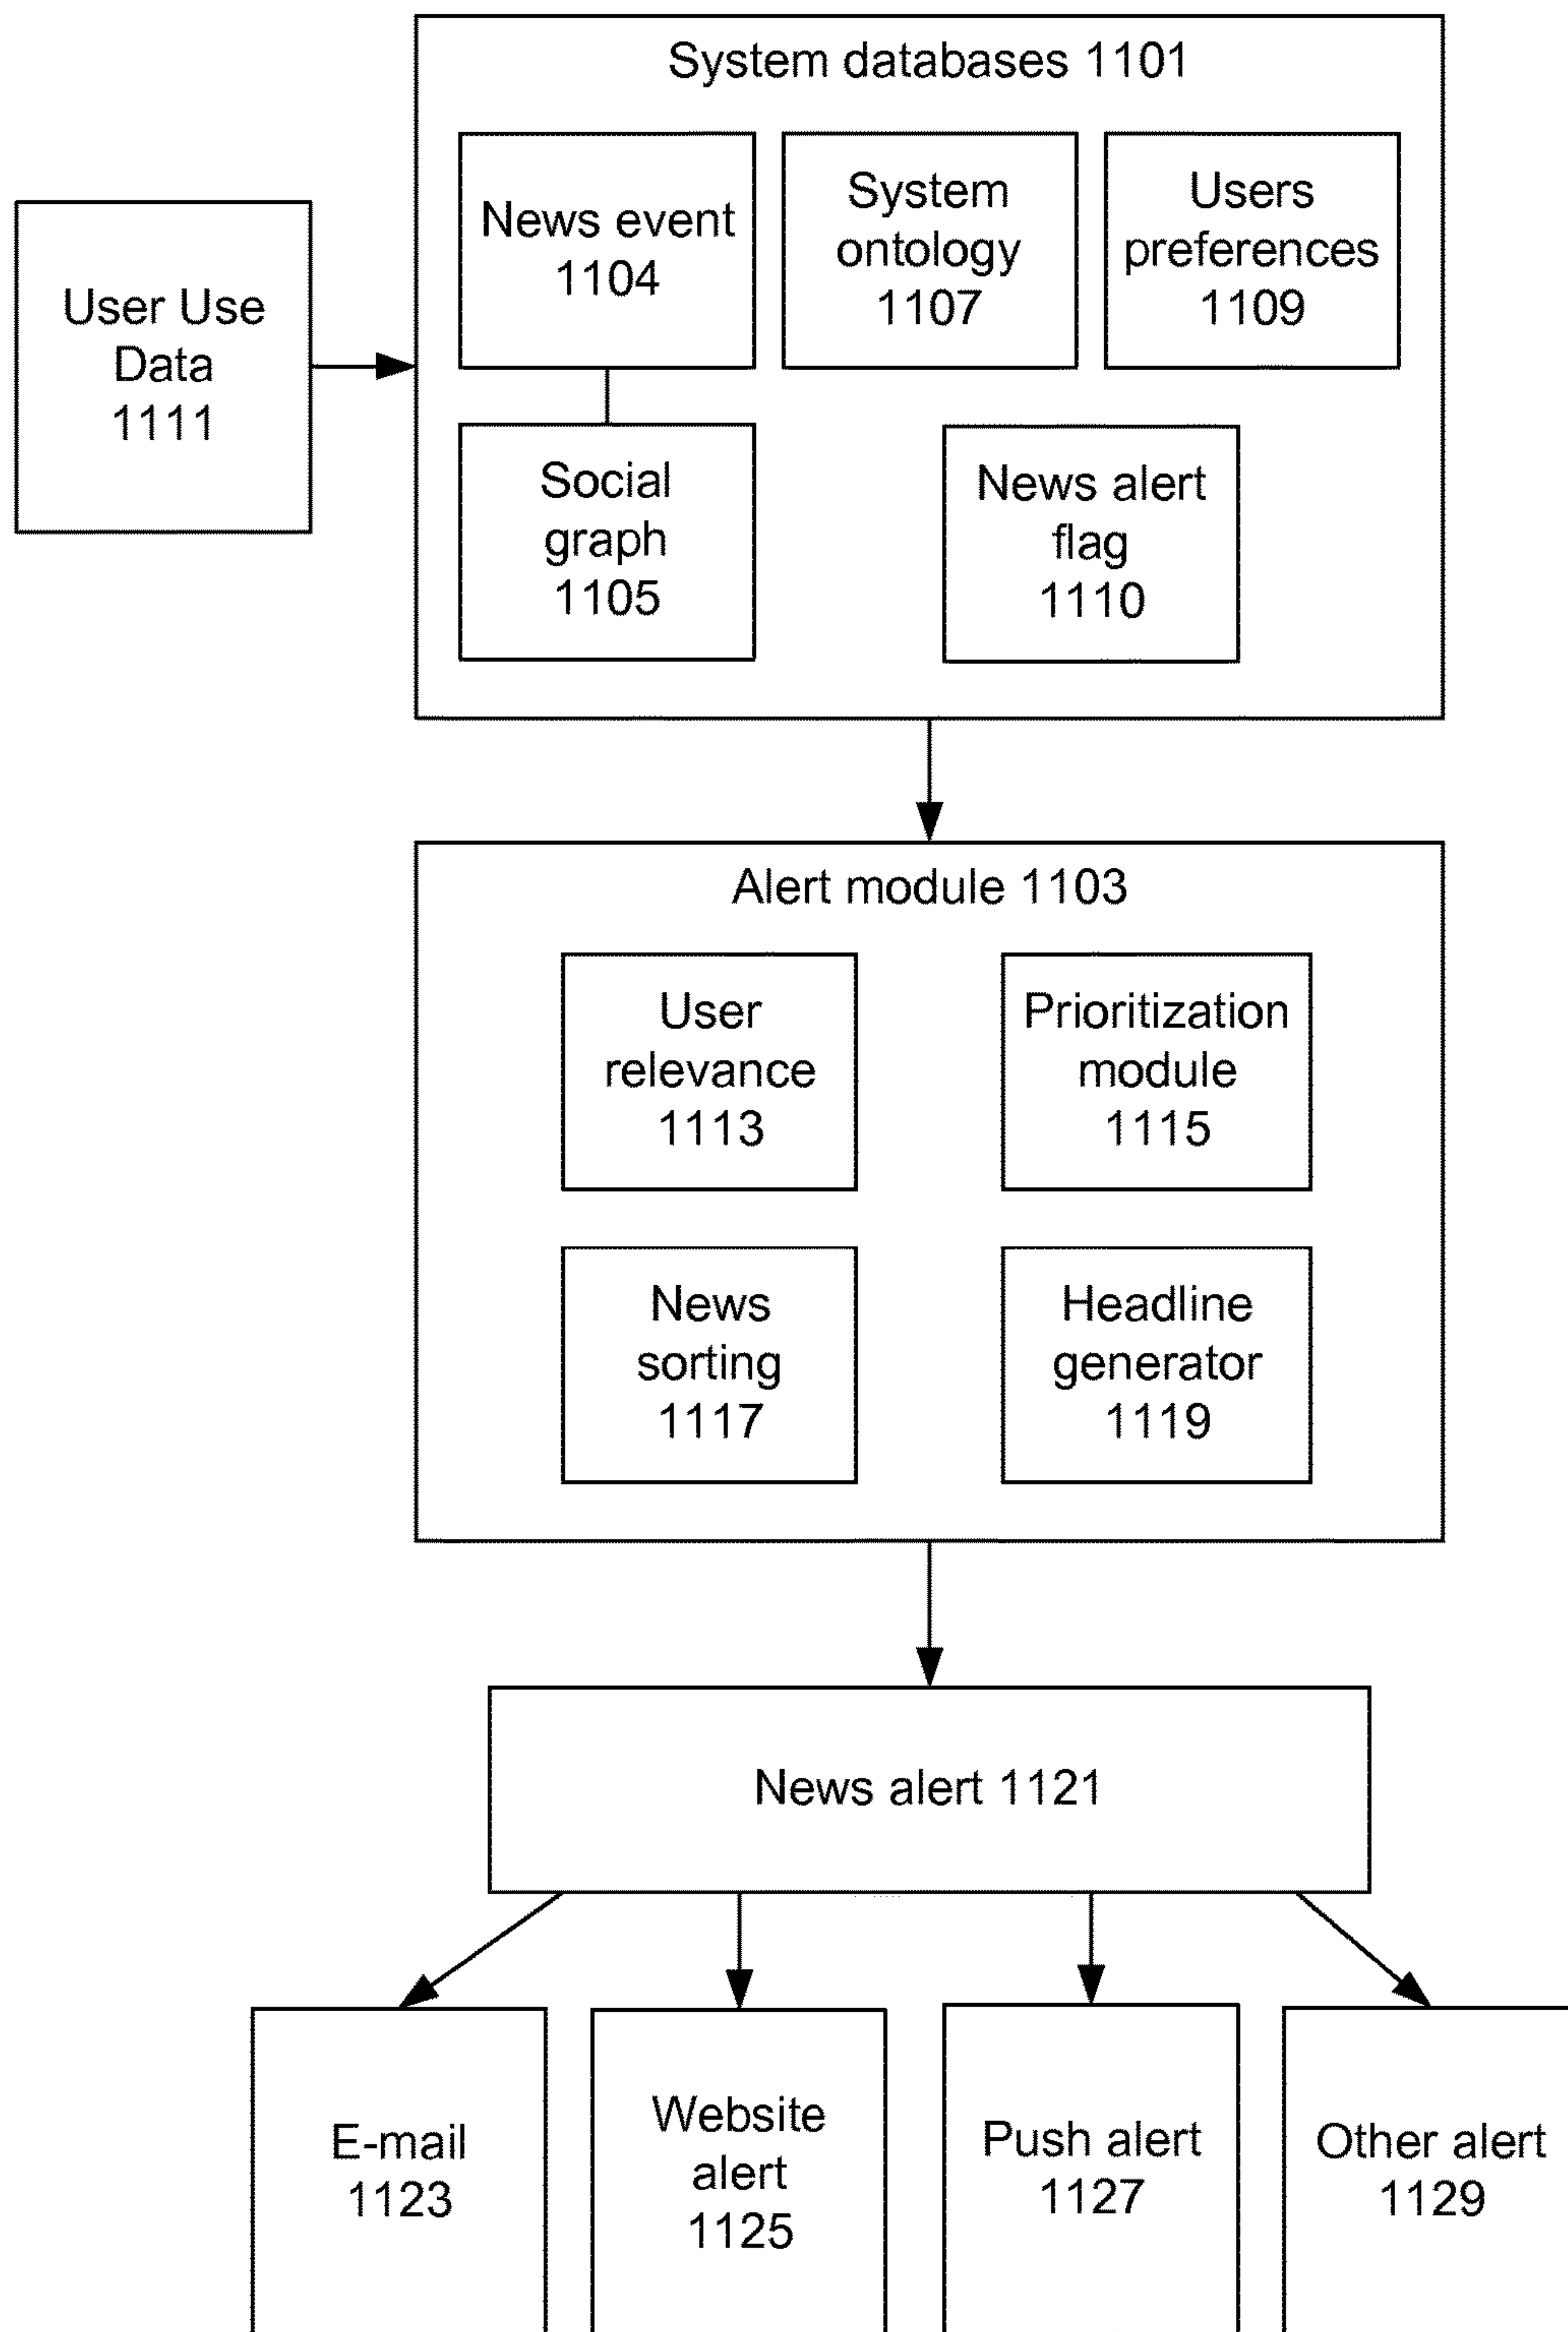 System databases 1101
News event
1104
System
ontology
1107
Users
preferences
1109
User Use
Data
1111
Social
graph
1105
News alert
flag
1110
Alert module 1103
User
relevance
1113
Prioritization
module
1115
News
sorting
1117
Headline
generator
1119
News alert 1121
E-mail
1123
Website
alert
1125
Push alert
1127
Other alert
1129